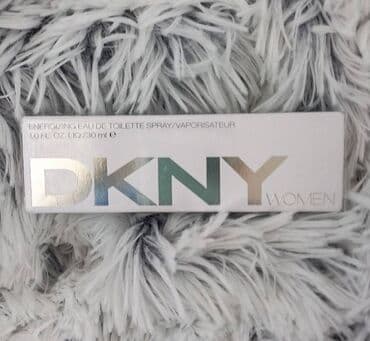 ENERGIZING EAU DE TOILETTE SPRAY/VAPORISATEUR
1.0 FL. OZ. LIQ./30 ml ℮
DKNY
WOMEN